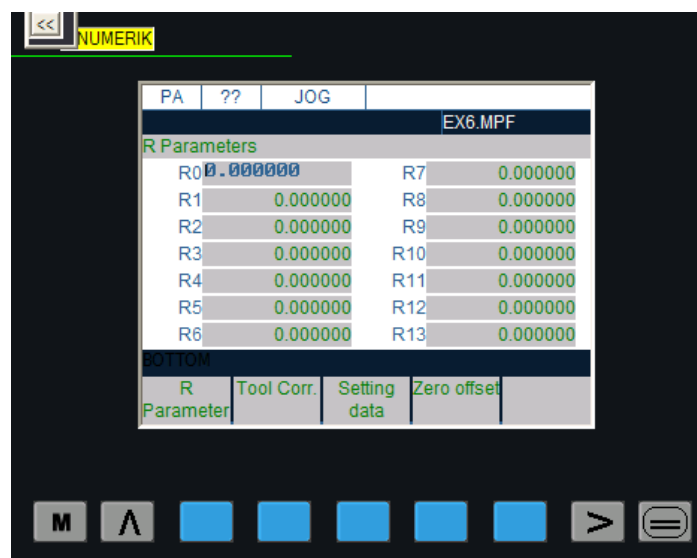 <<
NUMERIK
PA ?? JOG
EX6.MPF
R Parameters
R0 0.000000 R7 0.000000
R1 0.000000 R8 0.000000
R2 0.000000 R9 0.000000
R3 0.000000 R10 0.000000
R4 0.000000 R11 0.000000
R5 0.000000 R12 0.000000
R6 0.000000 R13 0.000000
BOTTOM
R Parameter Tool Corr. Setting data Zero offset
M Λ > =